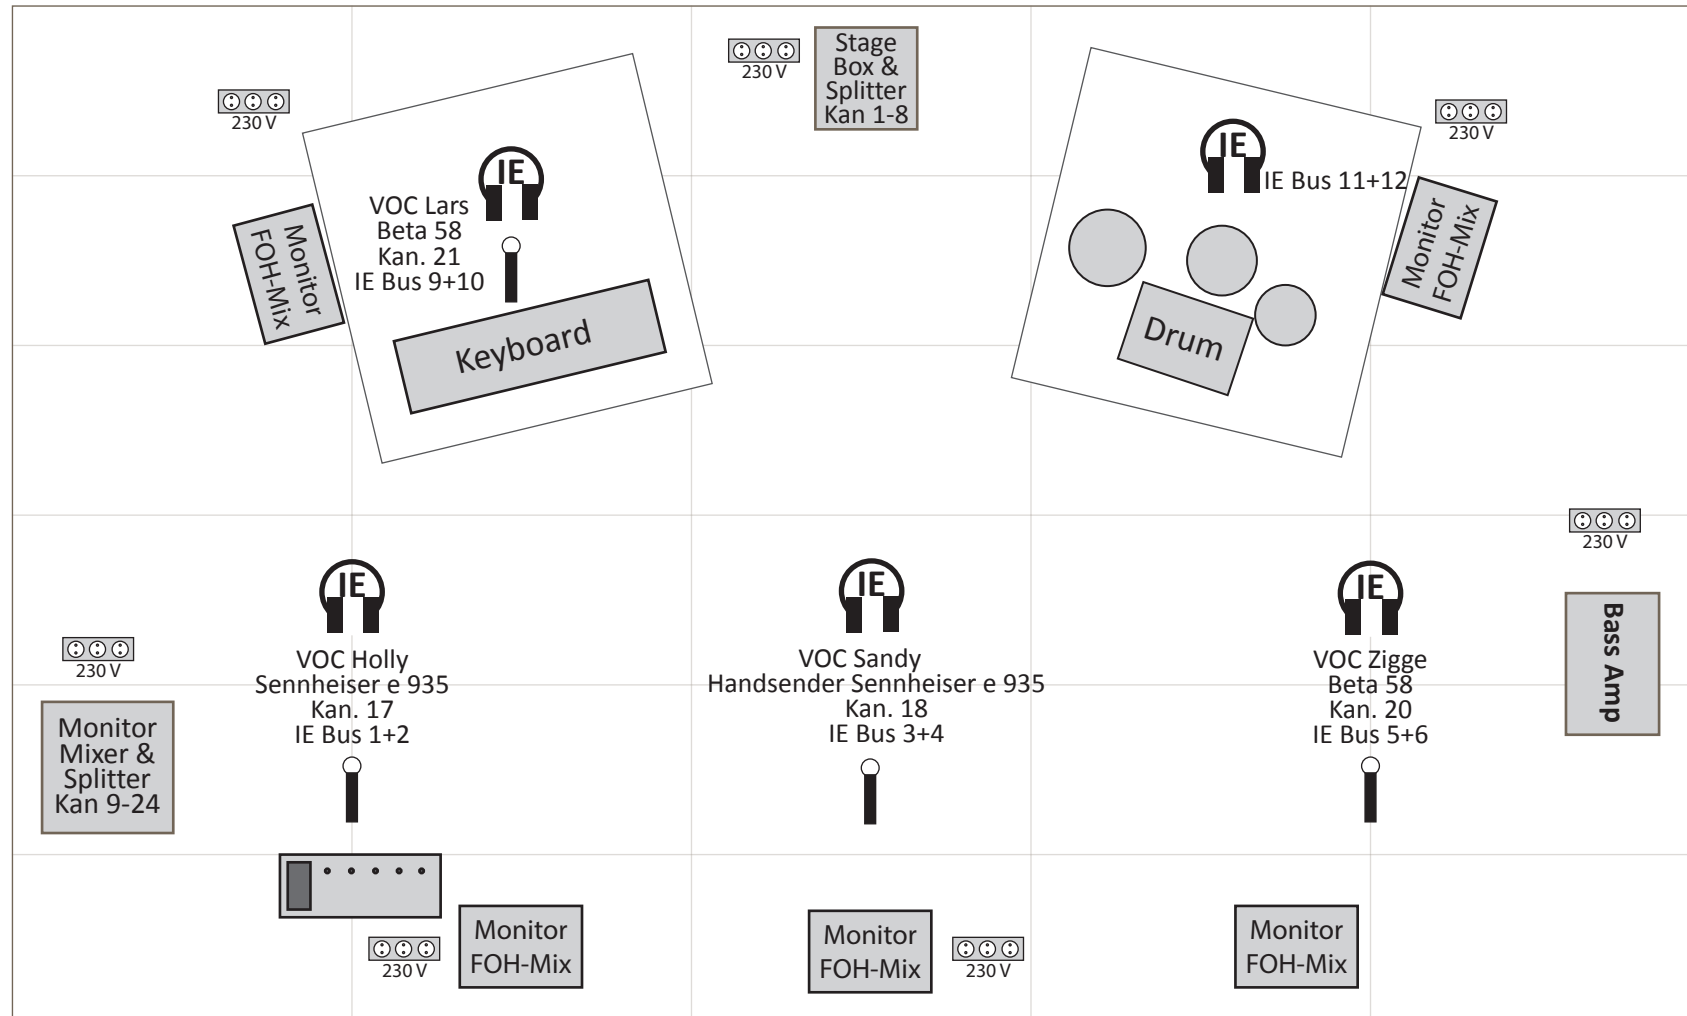 230 V
Stage
Box &
Splitter
Kan 1-8
230 V
230 V
IE
VOC Lars
Beta 58
Kan. 21
IE Bus 9+10
IE
IE Bus 11+12
Monitor
FOH-Mix
Monitor
FOH-Mix
Keyboard
Drum
230 V
IE
VOC Holly
Sennheiser e 935
Kan. 17
IE Bus 1+2
IE
VOC Sandy
Handsender Sennheiser e 935
Kan. 18
IE Bus 3+4
IE
VOC Zigge
Beta 58
Kan. 20
IE Bus 5+6
Bass Amp
230 V
Monitor
Mixer &
Splitter
Kan 9-24
230 V
Monitor
FOH-Mix
Monitor
FOH-Mix
230 V
Monitor
FOH-Mix